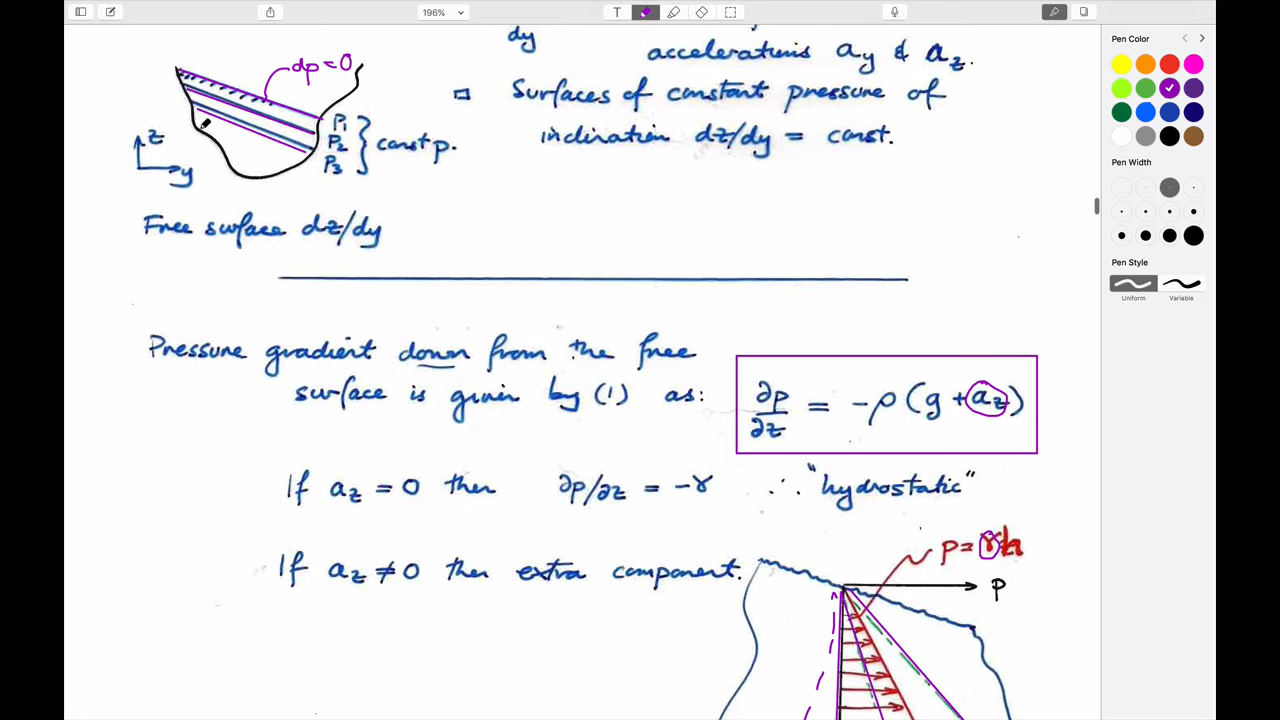 196%
T
dy
accelerations ay & az.
dp=0
□ Surfaces of constant pressure of
inclination dz/dy = const.
z
y
P1
P2
P3
const p.
Free surface dz/dy
Pressure gradient down from the free
surface is given by (1) as:
∂p/∂z = -ρ(g+az)
If az = 0 then ∂p/∂z = -γ ∴ "hydrostatic"
If az ≠ 0 then extra component.
p=γh
P
Pen Color
Pen Width
Pen Style
Uniform
Variable